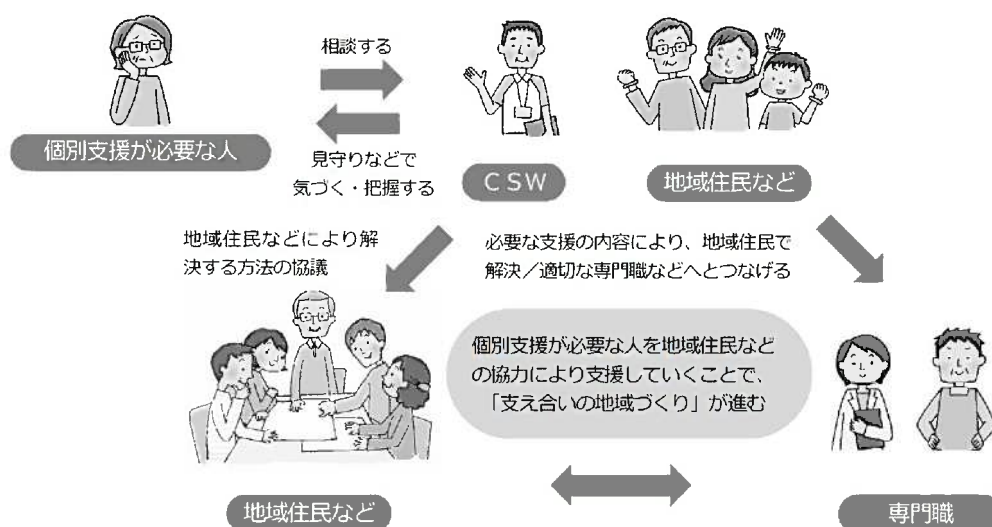 相談する
個別支援が必要な人
見守りなどで
気づく・把握する
CSW
地域住民など
地域住民などにより解
決する方法の協議
必要な支援の内容により、地域住民で
解決／適切な専門職などへとつなげる
個別支援が必要な人を地域住民など
の協力により支援していくことで、
「支え合いの地域づくり」が進む
地域住民など
専門職